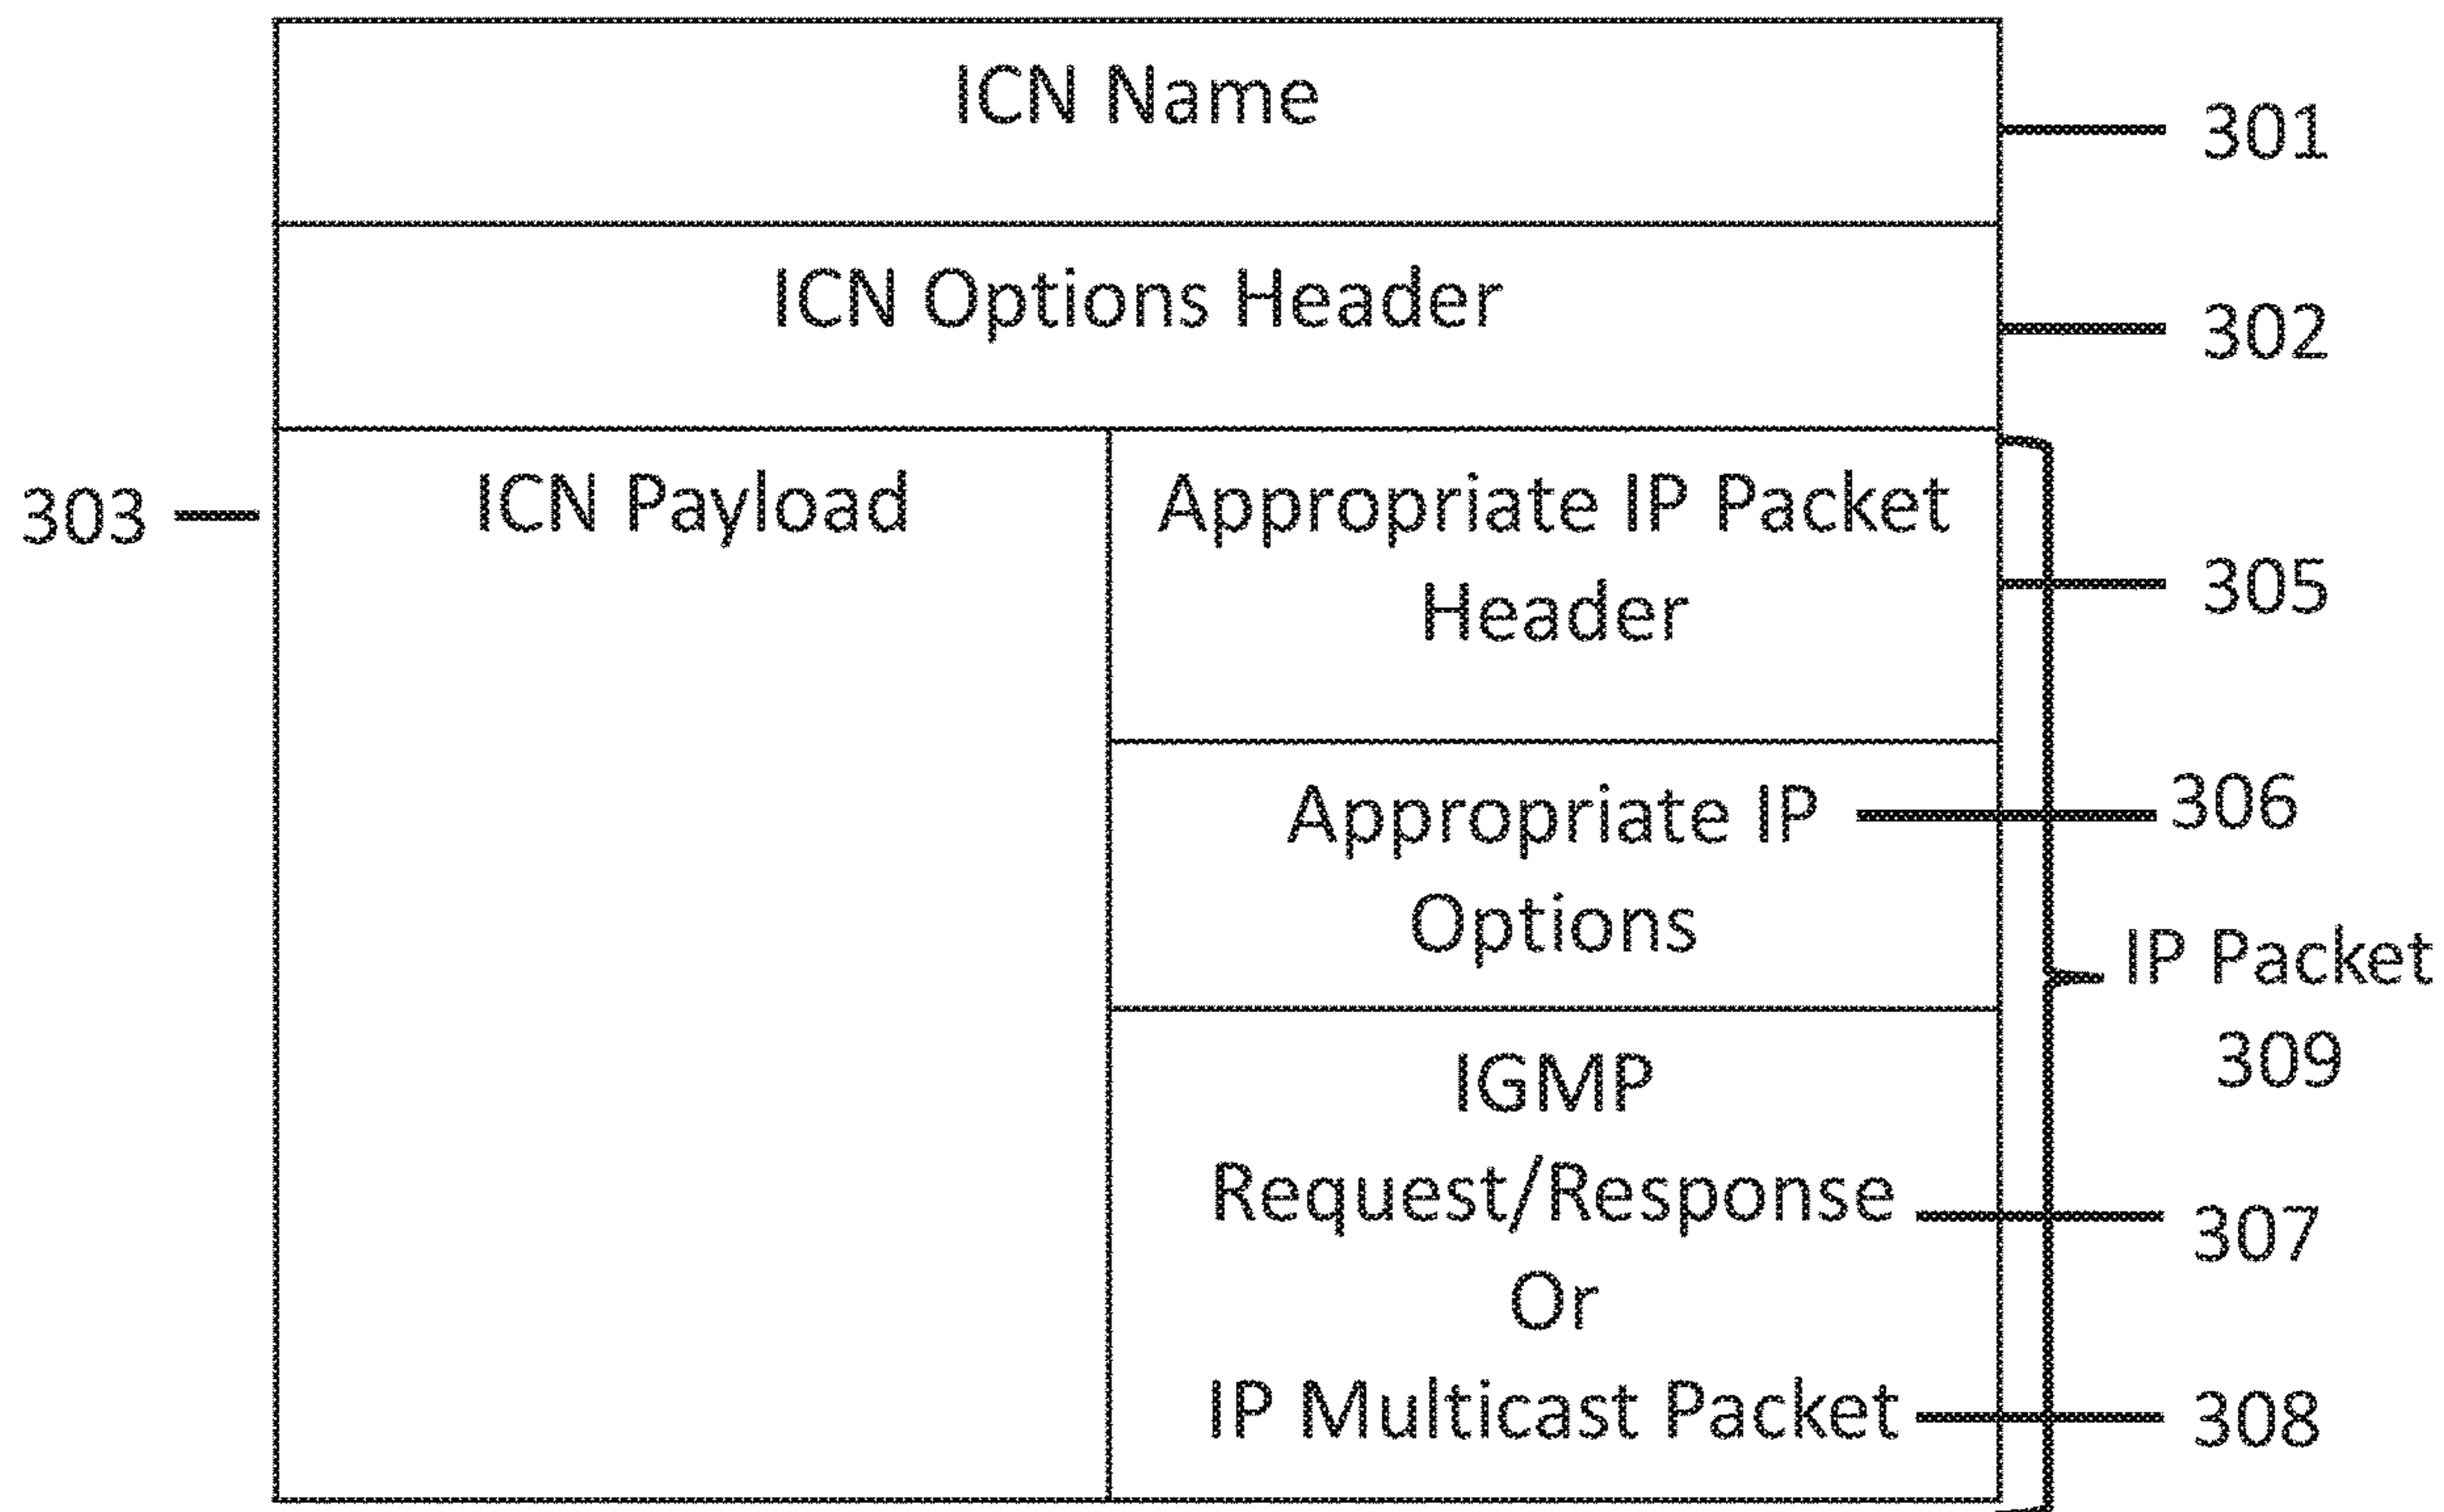 ICN Name
301
ICN Options Header
302
303
ICN Payload
Appropriate IP Packet
Header
305
Appropriate IP
Options
306
IP Packet
309
IGMP
Request/Response
Or
IP Multicast Packet
307
308